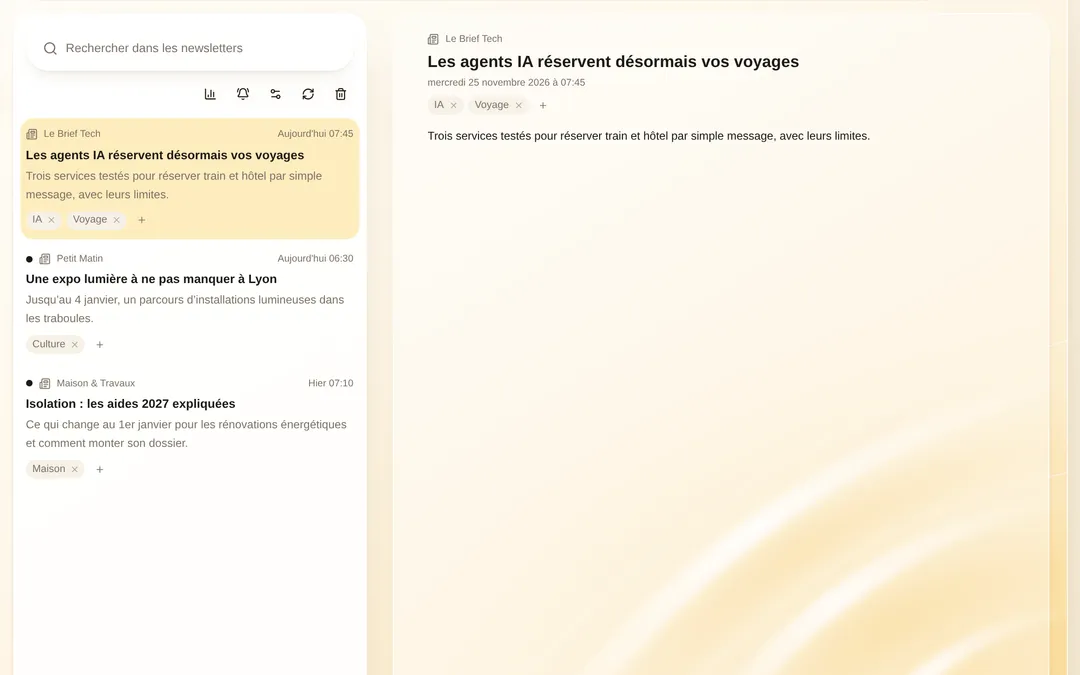 Rechercher dans les newsletters
Le Brief Tech
Aujourd'hui 07:45
Les agents IA réservent désormais vos voyages
Trois services testés pour réserver train et hôtel par simple
message, avec leurs limites.
IA × Voyage × +
Petit Matin
Aujourd'hui 06:30
Une expo lumière à ne pas manquer à Lyon
Jusqu’au 4 janvier, un parcours d’installations lumineuses dans
les traboules.
Culture × +
Maison & Travaux
Hier 07:10
Isolation : les aides 2027 expliquées
Ce qui change au 1er janvier pour les rénovations énergétiques
et comment monter son dossier.
Maison × +
Le Brief Tech
Les agents IA réservent désormais vos voyages
mercredi 25 novembre 2026 à 07:45
IA × Voyage × +
Trois services testés pour réserver train et hôtel par simple message, avec leurs limites.